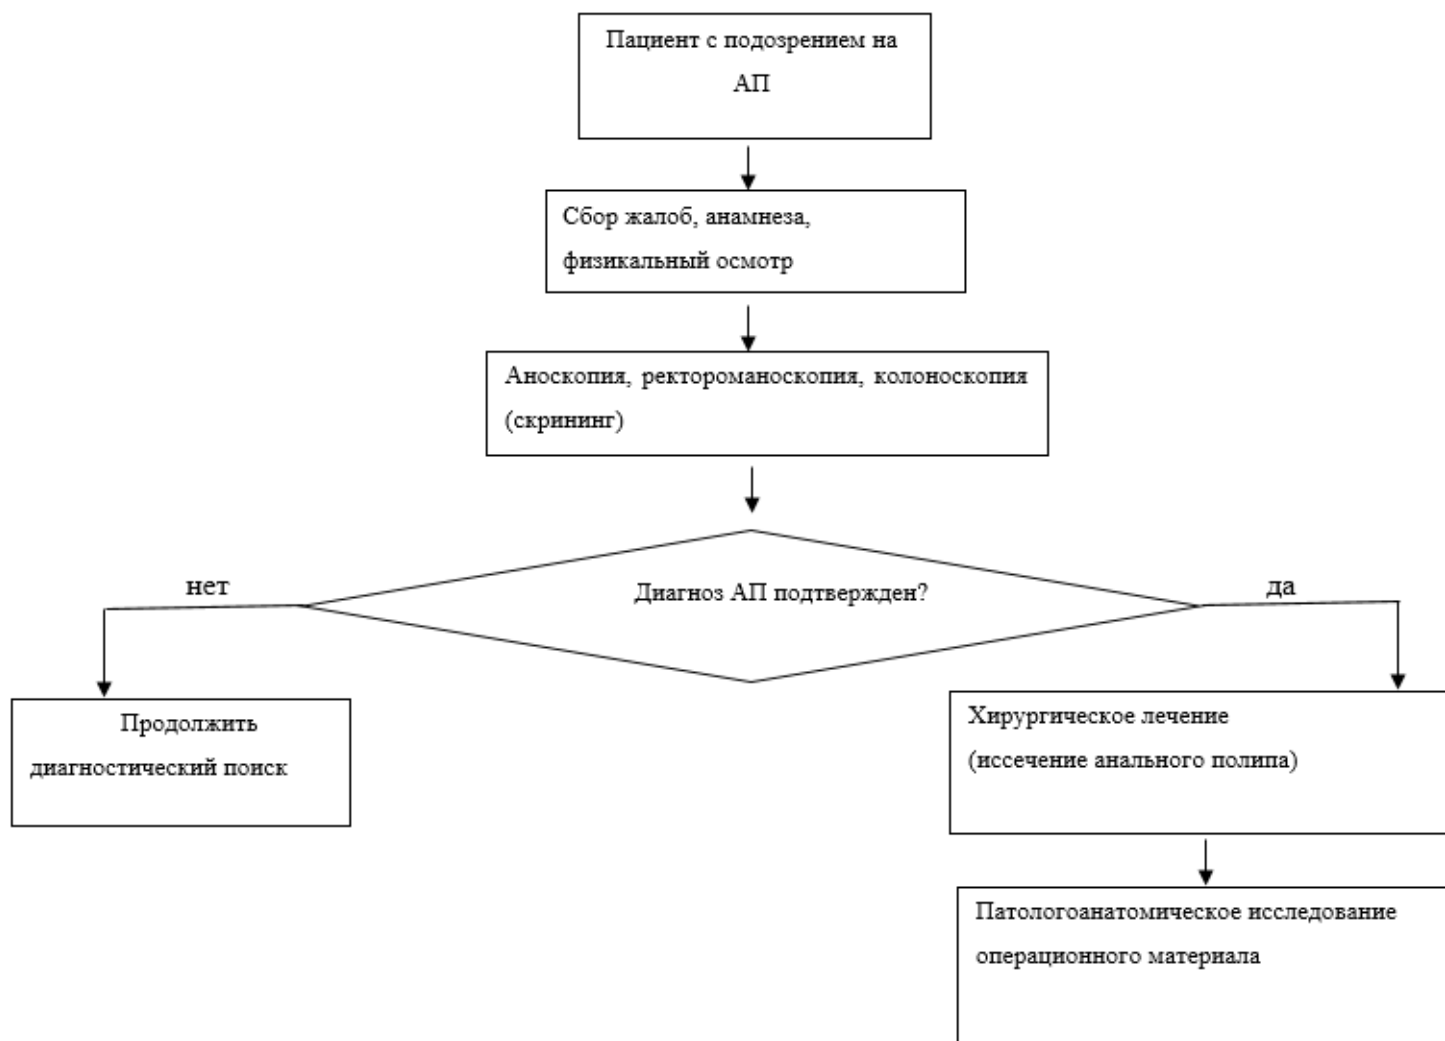 Пациент с подозрением на
АП
Сбор жалоб, анамнеза,
физикальный осмотр
Аноскопия, ректороманоскопия, колоноскопия
(скрининг)
Диагноз АП подтвержден?
нет
да
Продолжить
диагностический поиск
Хирургическое лечение
(иссечение анального полипа)
Патологоанатомическое исследование
операционного материала